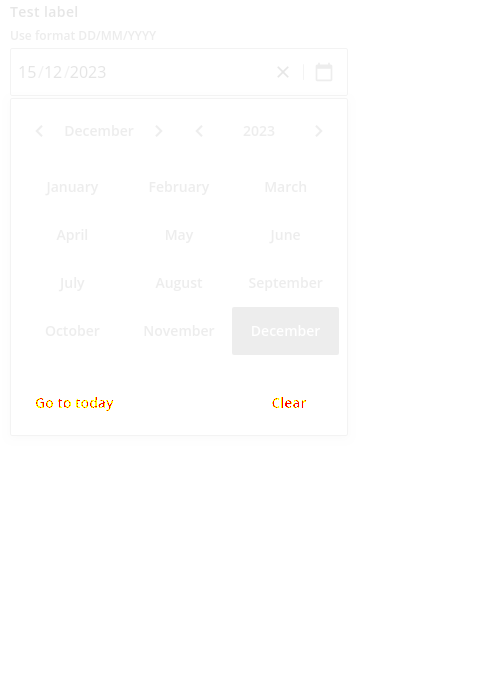 Test label
Use format DD/MM/YYYY
15/12/2023
December 2023
January February March
April May June
July August September
October November December
Go to today Clear